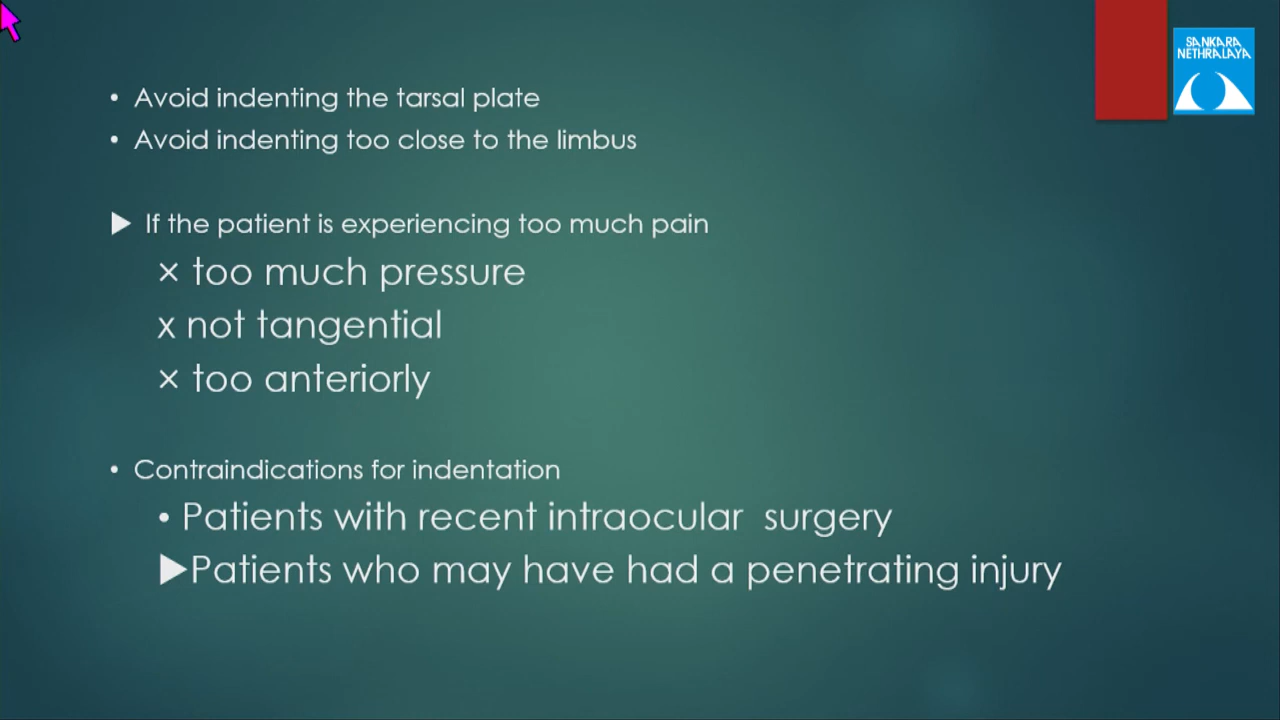 SANKARA
NETHRALAYA
• Avoid indenting the tarsal plate
• Avoid indenting too close to the limbus
▶ If the patient is experiencing too much pain
× too much pressure
x not tangential
× too anteriorly
• Contraindications for indentation
• Patients with recent intraocular surgery
▶Patients who may have had a penetrating injury